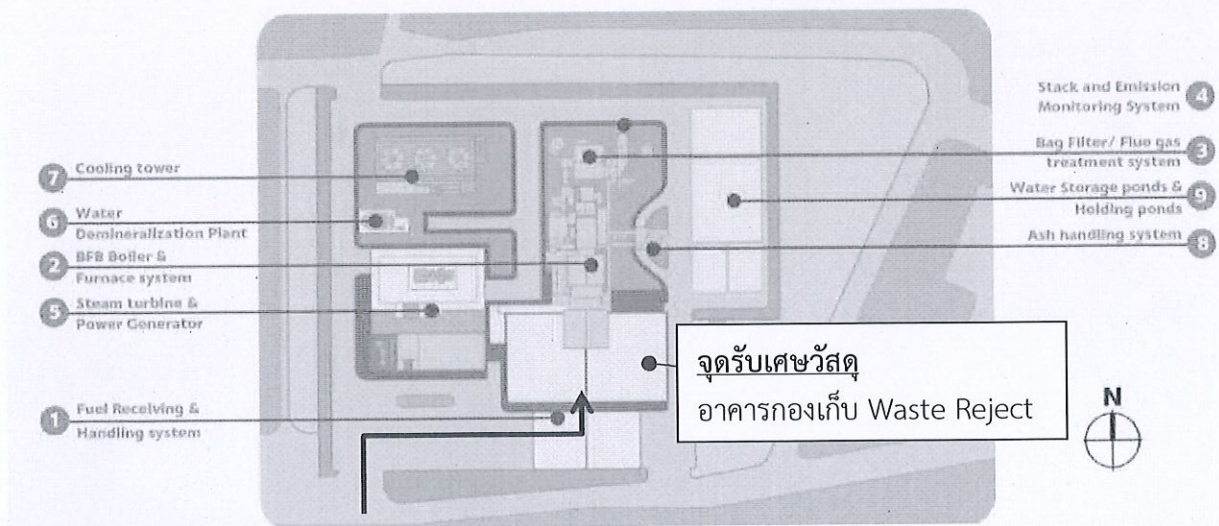 Stack and Emission
Monitoring System
4
Bag Filter/ Flue gas
treatment system
3
Water Storage ponds &
Holding ponds
9
Ash handling system
8
7
Cooling tower
6
Water
Demineralization Plant
2
BFB Boiler &
Furnace system
5
Steam turbine &
Power Generator
1
Fuel Receiving &
Handling system
จุดรับเศษวัสดุ
อาคารกองเก็บ Waste Reject
N